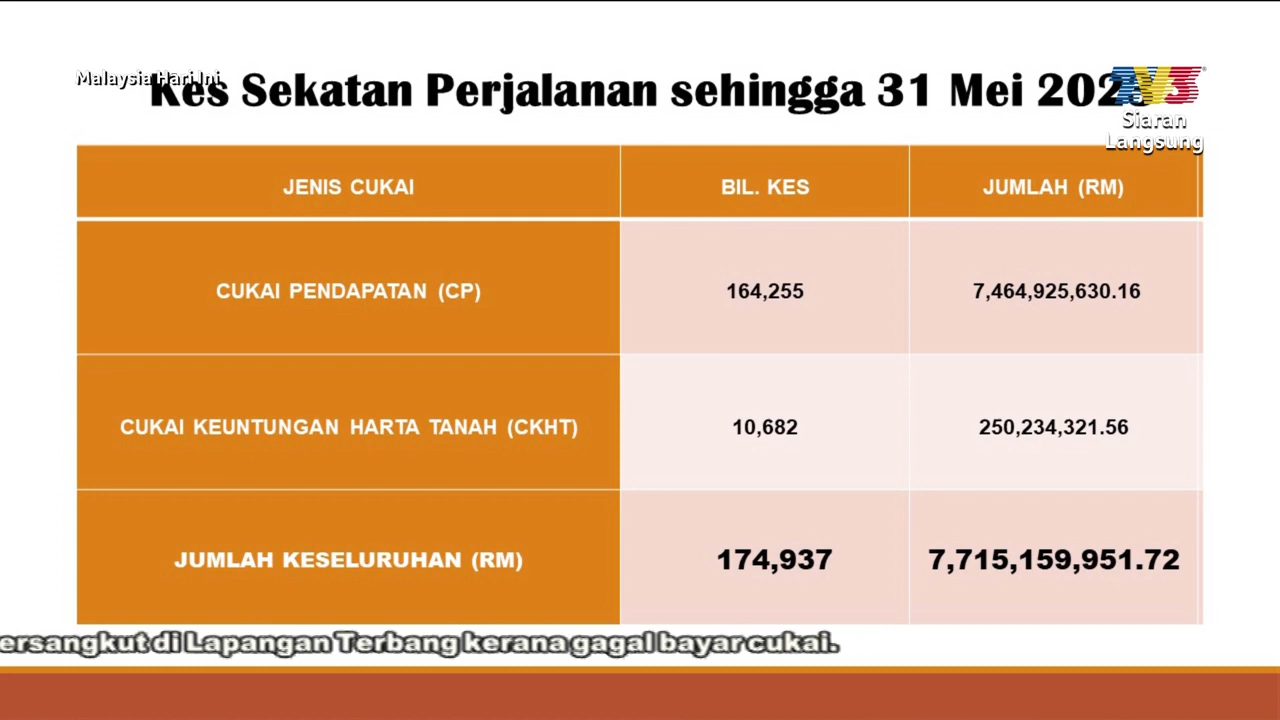 Malaysia Hari Ini
Kes Sekatan Perjalanan sehingga 31 Mei
TV3
Siaran
Langsung
JENIS CUKAI BIL. KES JUMLAH (RM)
CUKAI PENDAPATAN (CP) 164,255 7,464,925,630.16
CUKAI KEUNTUNGAN HARTA TANAH (CKHT) 10,682 250,234,321.56
JUMLAH KESELURUHAN (RM) 174,937 7,715,159,951.72
ersangkut di Lapangan Terbang kerana gagal bayar cukai.